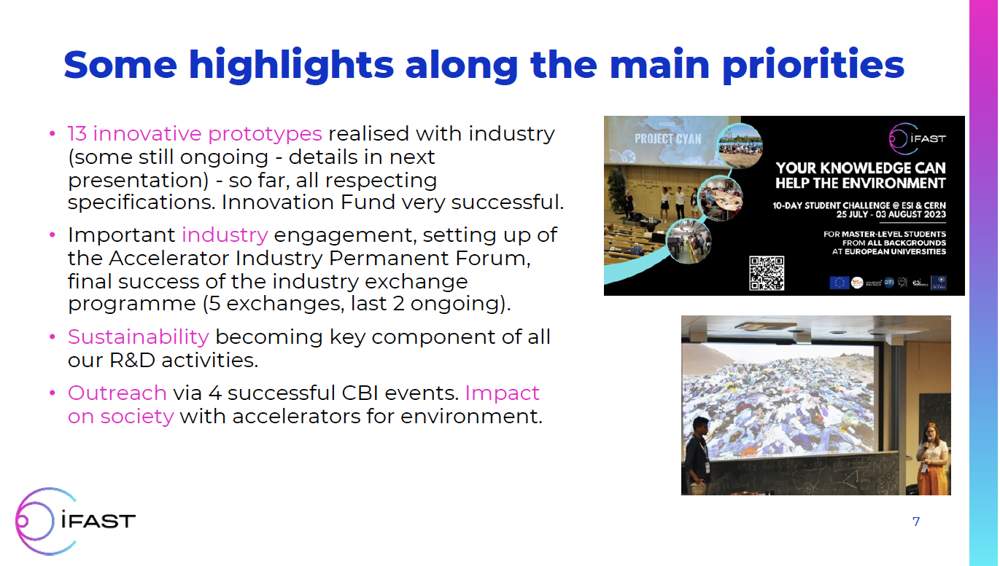 Some highlights along the main priorities
• 13 innovative prototypes realised with industry
(some still ongoing - details in next
presentation) - so far, all respecting
specifications. Innovation Fund very successful.
• Important industry engagement, setting up of
the Accelerator Industry Permanent Forum,
final success of the industry exchange
programme (5 exchanges, last 2 ongoing).
• Sustainability becoming key component of all
our R&D activities.
• Outreach via 4 successful CBI events. Impact
on society with accelerators for environment.
PROJECT CYAN
iFAST
YOUR KNOWLEDGE CAN
HELP THE ENVIRONMENT
10-DAY STUDENT CHALLENGE @ ESI & CERN
25 JULY - 03 AUGUST 2023
FOR MASTER-LEVEL STUDENTS
FROM ALL BACKGROUNDS
AT EUROPEAN UNIVERSITIES
esi
iFAST
7